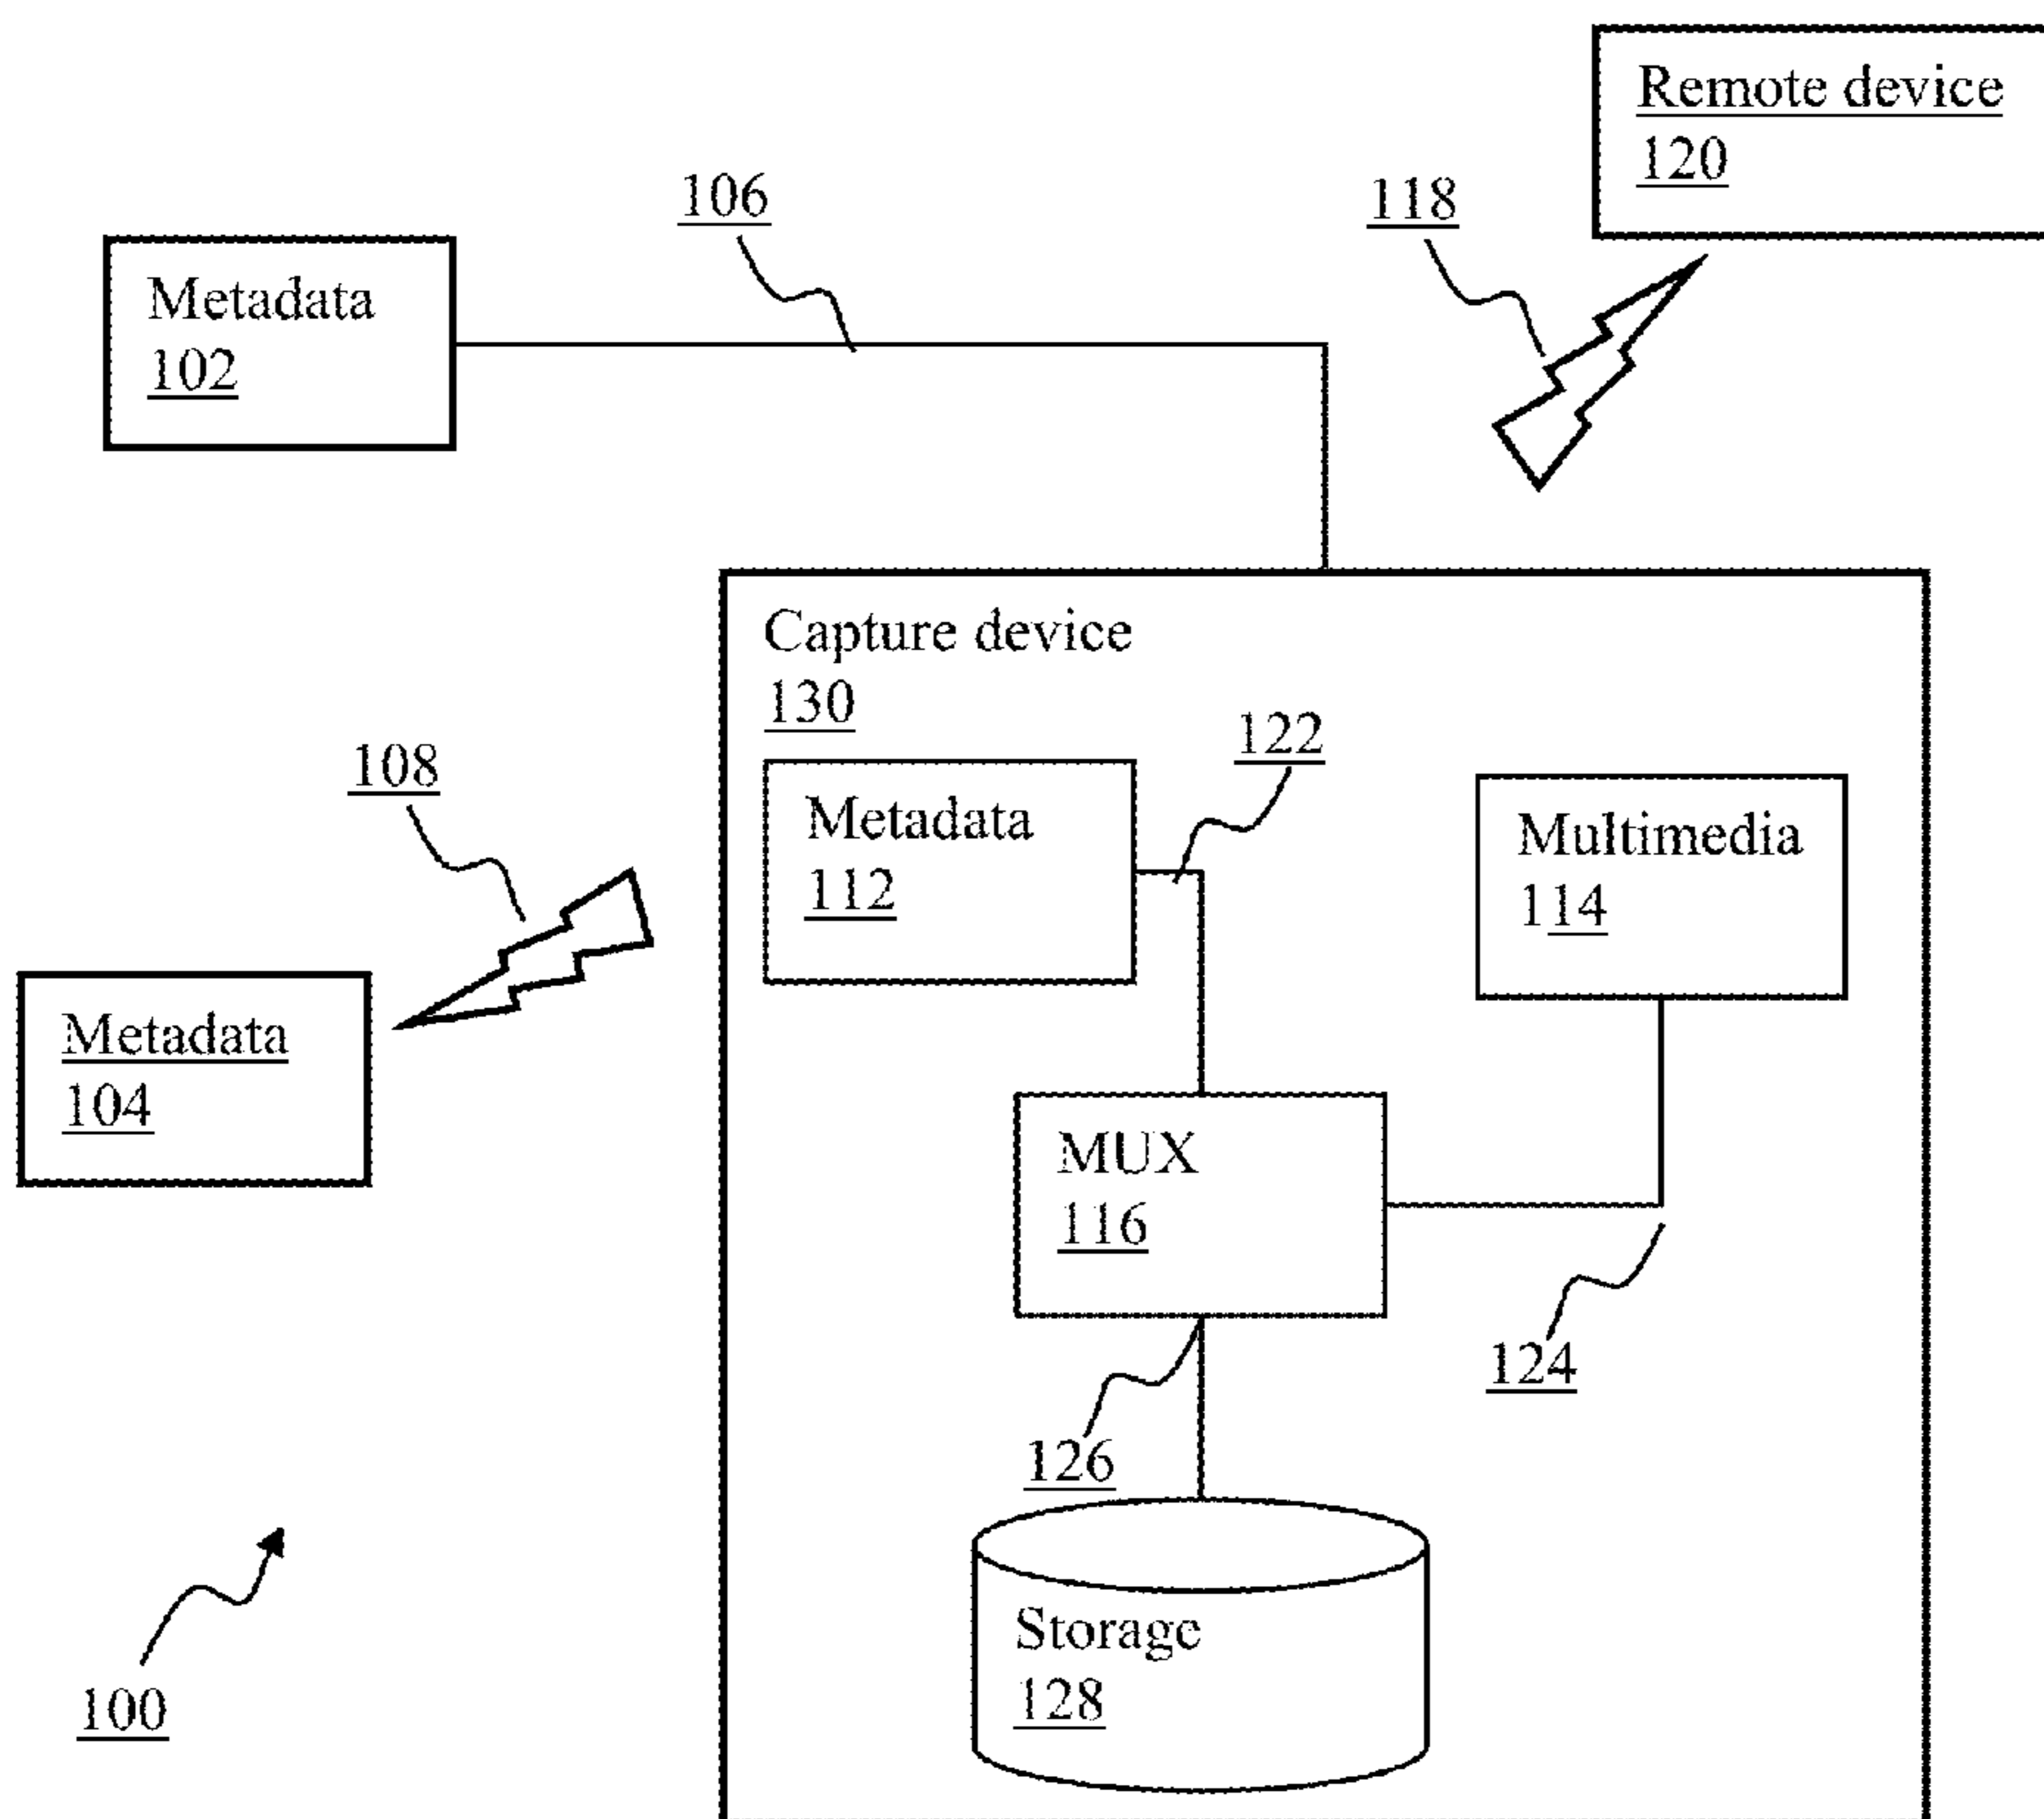 Remote device
120
106
118
Metadata
102
Capture device
130
122
108
Metadata
112
Multimedia
114
Metadata
104
MUX
116
124
126
Storage
128
100